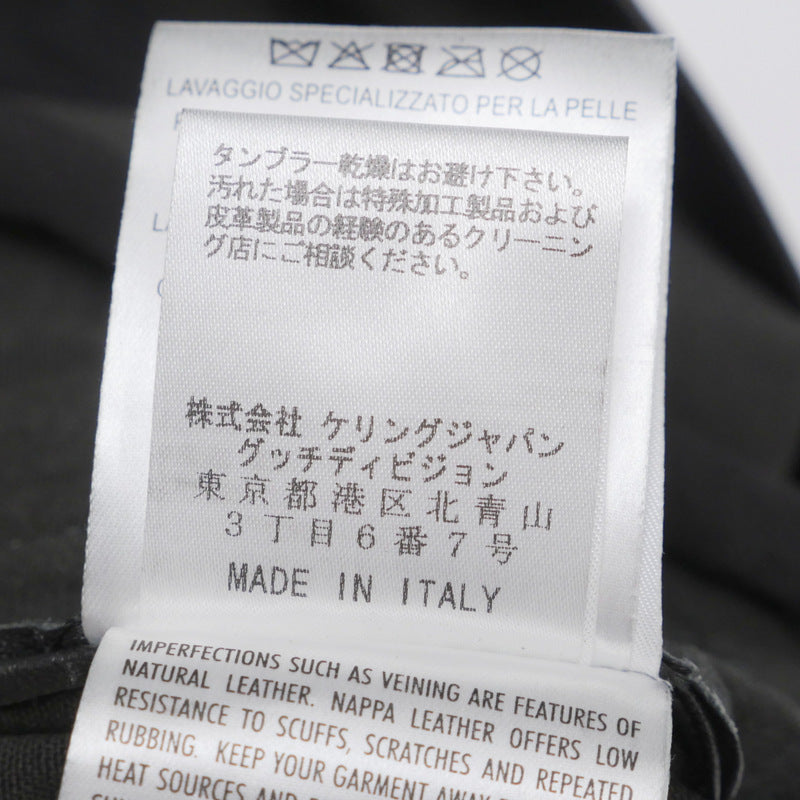 LAVAGGIO SPECIALIZZATO PER LA PELLE
タンブラー乾燥はお避け下さい。
汚れた場合は特殊加工製品および
皮革製品の経験のあるクリーニン
グ店にご相談ください。
株式会社 ケリングジャパン
グッチディビジョン
東京都港区北青山
3丁目6番7号
MADE IN ITALY
IMPERFECTIONS SUCH AS VEINING ARE FEATURES OF
NATURAL LEATHER. NAPPA LEATHER OFFERS LOW
RESISTANCE TO SCUFFS, SCRATCHES AND REPEATED
RUBBING. KEEP YOUR GARMENT AWAY
HEAT SOURCES AND